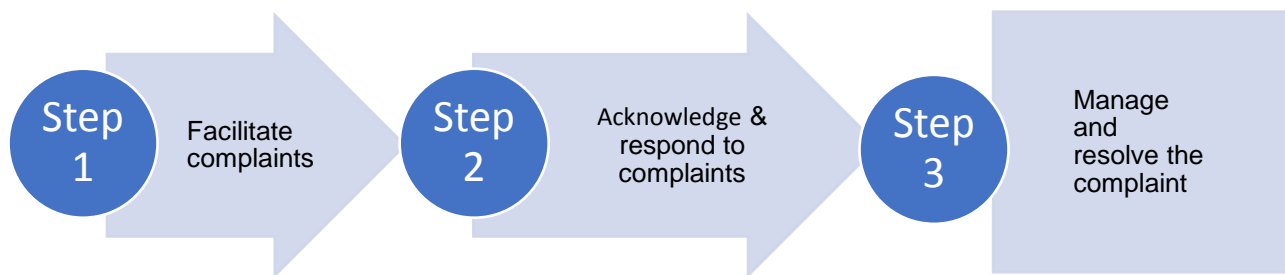 Step
1
Facilitate
complaints
Step
2
Acknowledge &
respond to
complaints
Step
3
Manage
and
resolve the
complaint